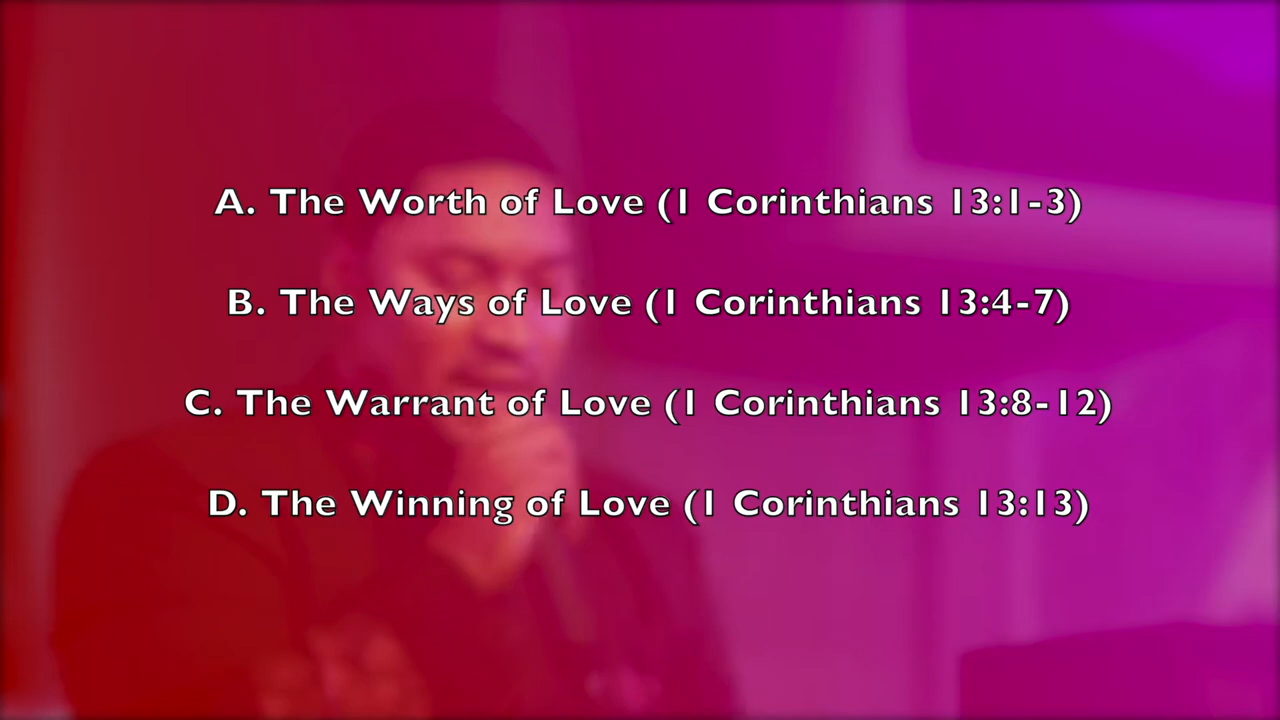 A. The Worth of Love (1 Corinthians 13:1-3)
B. The Ways of Love (1 Corinthians 13:4-7)
C. The Warrant of Love (1 Corinthians 13:8-12)
D. The Winning of Love (1 Corinthians 13:13)